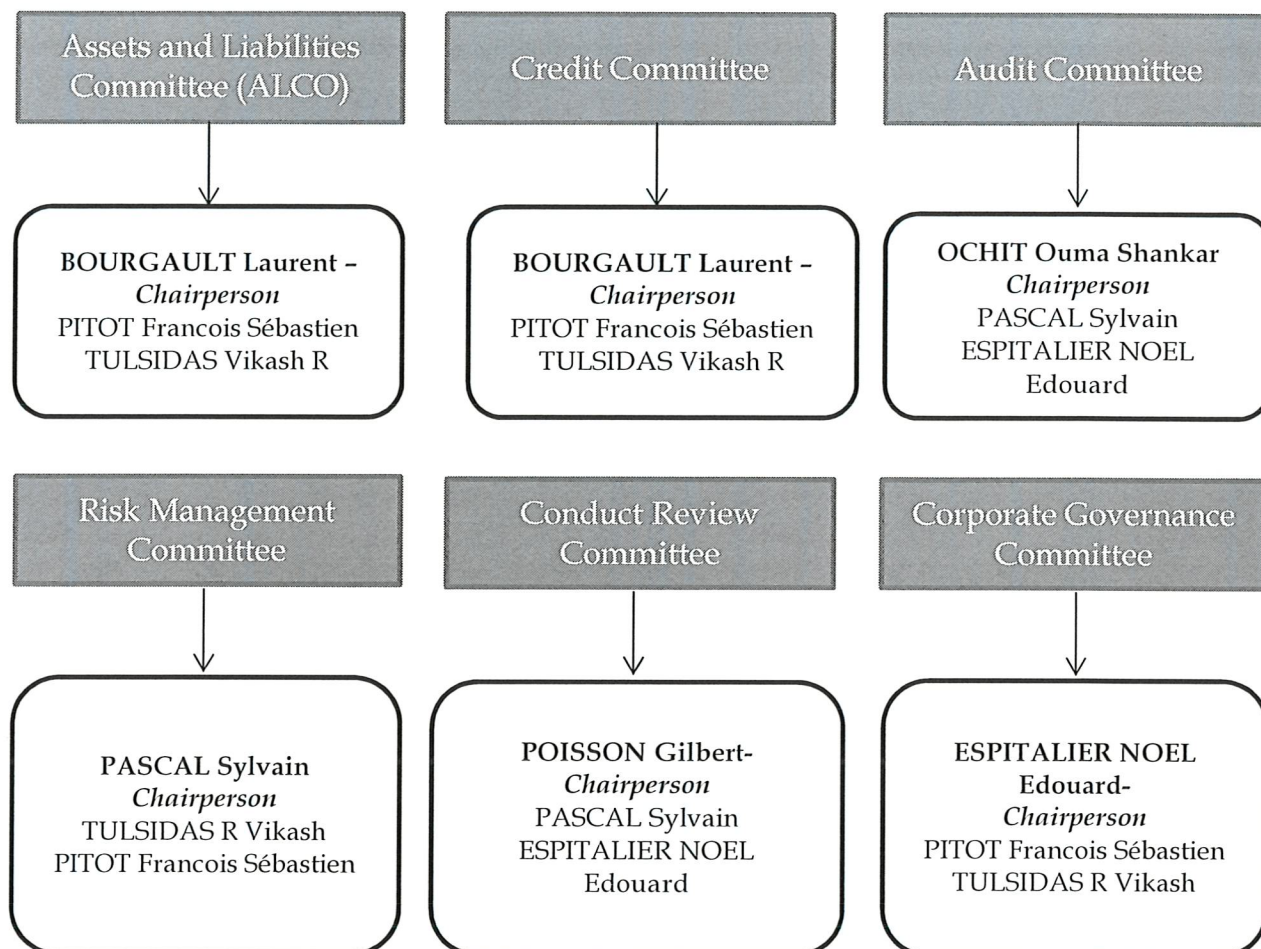 Assets and Liabilities
Committee (ALCO)
Credit Committee
Audit Committee
BOURGAULT Laurent –
Chairperson
PITOT Francois Sébastien
TULSIDAS Vikash R
BOURGAULT Laurent –
Chairperson
PITOT Francois Sébastien
TULSIDAS Vikash R
OCHIT Ouma Shankar
Chairperson
PASCAL Sylvain
ESPITALIER NOEL
Edouard
Risk Management
Committee
Conduct Review
Committee
Corporate Governance
Committee
PASCAL Sylvain
Chairperson
TULSIDAS R Vikash
PITOT Francois Sébastien
POISSON Gilbert-
Chairperson
PASCAL Sylvain
ESPITALIER NOEL
Edouard
ESPITALIER NOEL
Edouard-
Chairperson
PITOT Francois Sébastien
TULSIDAS R Vikash